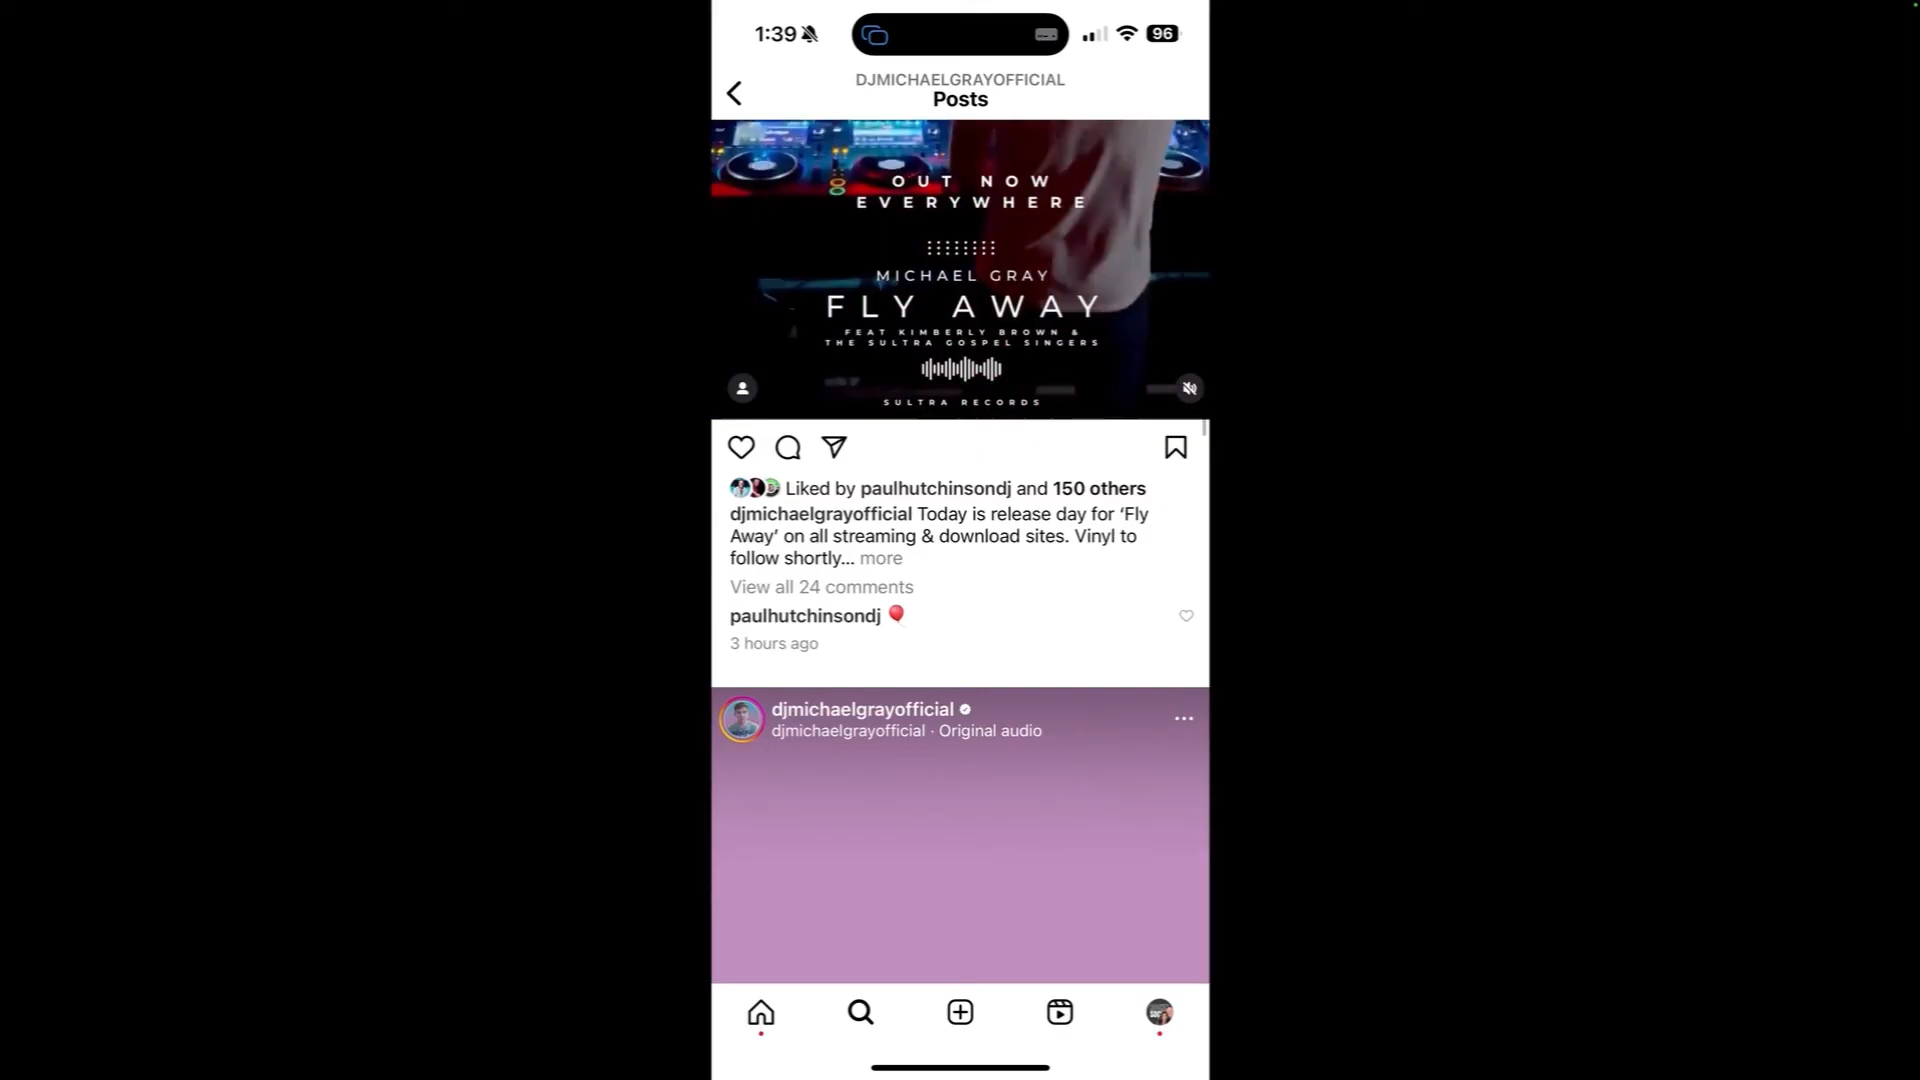 1:39
96
DJMICHAELGRAYOFFICIAL
Posts
OUT NOW
EVERYWHERE
MICHAEL GRAY
FLY AWAY
FEAT KIMBERLY BROWN &
THE SULTRA GOSPEL SINGERS
SULTRA RECORDS
Liked by paulhutchinsondj and 150 others
djmichaelgrayofficial Today is release day for ‘Fly
Away’ on all streaming & download sites. Vinyl to
follow shortly... more
View all 24 comments
paulhutchinsondj
3 hours ago
djmichaelgrayofficial
djmichaelgrayofficial · Original audio